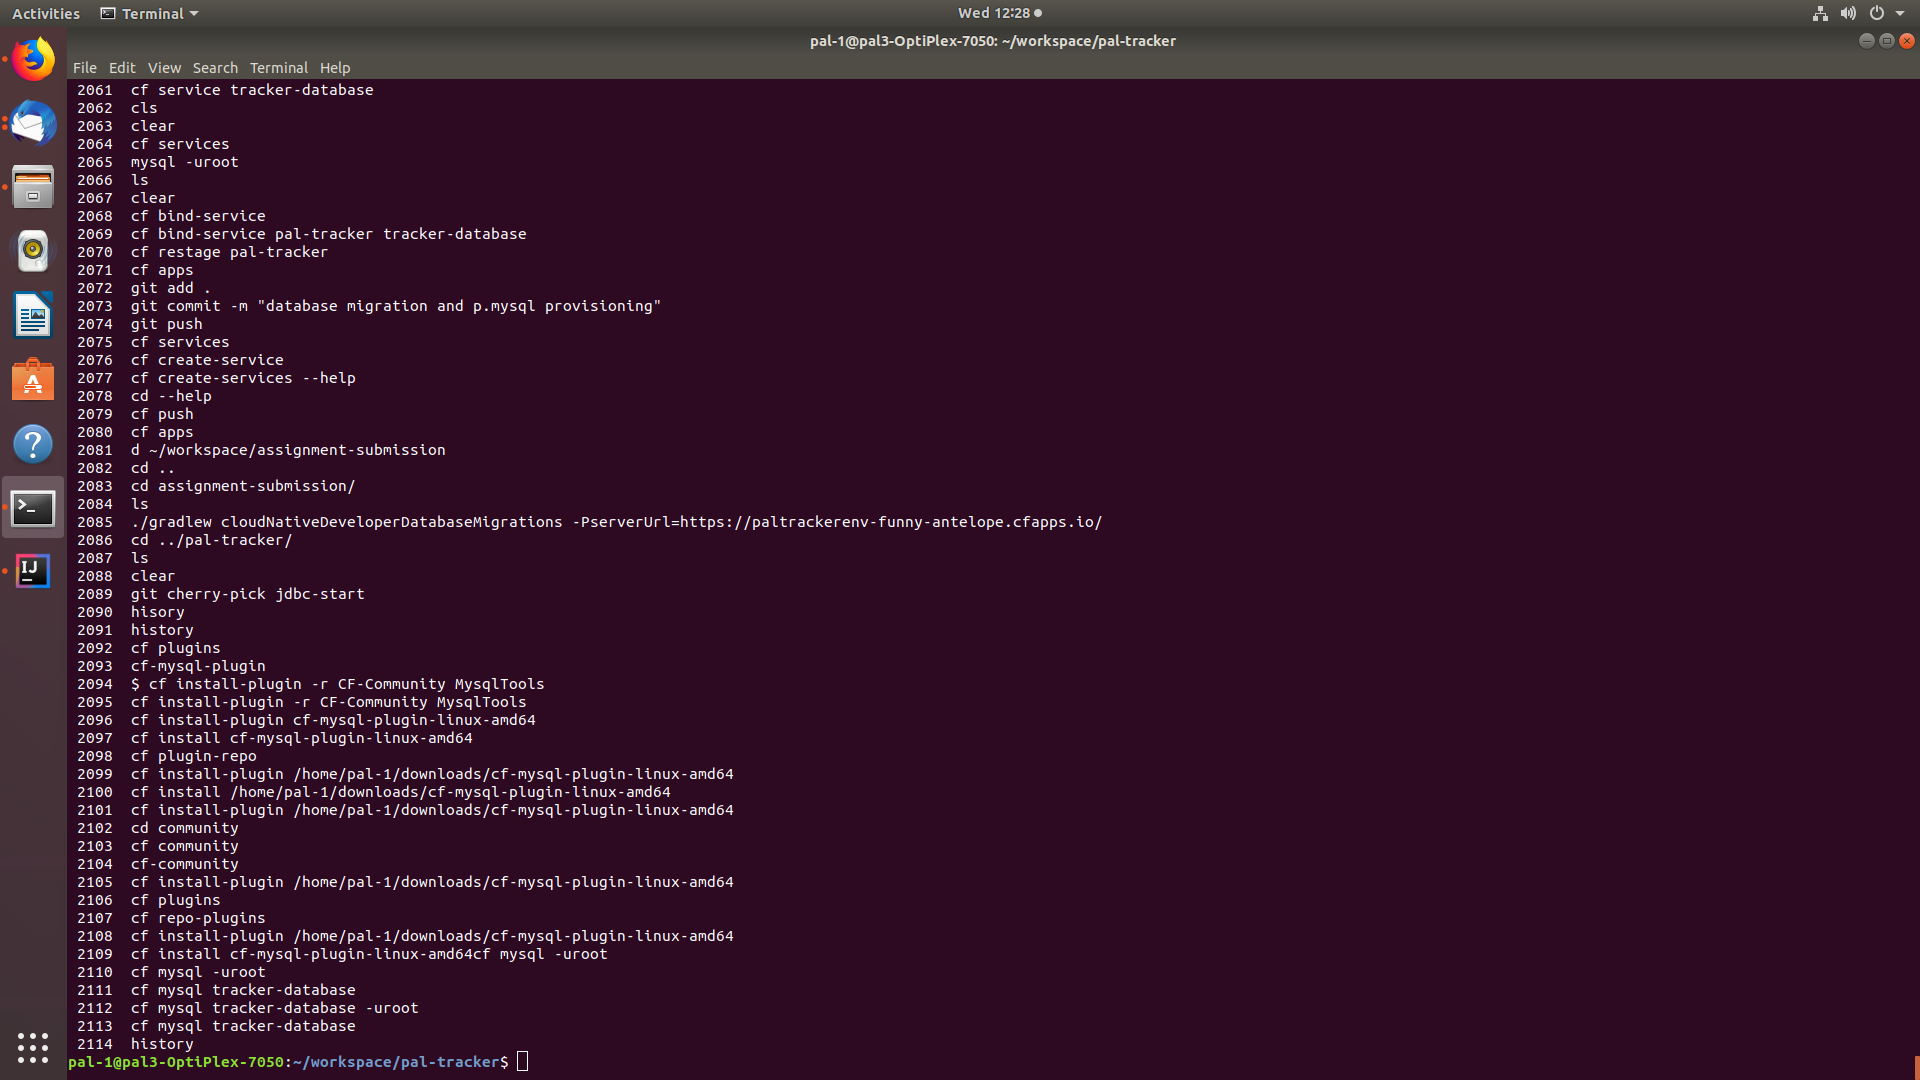 Activities Terminal Wed 12:28
pal-1@pal3-OptiPlex-7050: ~/workspace/pal-tracker
File Edit View Search Terminal Help
2061 cf service tracker-database
2062 cls
2063 clear
2064 cf services
2065 mysql -uroot
2066 ls
2067 clear
2068 cf bind-service
2069 cf bind-service pal-tracker tracker-database
2070 cf restage pal-tracker
2071 cf apps
2072 git add .
2073 git commit -m "database migration and p.mysql provisioning"
2074 git push
2075 cf services
2076 cf create-service
2077 cf create-services --help
2078 cd --help
2079 cf push
2080 cf apps
2081 d ~/workspace/assignment-submission
2082 cd ..
2083 cd assignment-submission/
2084 ls
2085 ./gradlew cloudNativeDeveloperDatabaseMigrations -PserverUrl=https://paltrackerenv-funny-antelope.cfapps.io/
2086 cd ../pal-tracker/
2087 ls
2088 clear
2089 git cherry-pick jdbc-start
2090 hisory
2091 history
2092 cf plugins
2093 cf-mysql-plugin
2094 $ cf install-plugin -r CF-Community MysqlTools
2095 cf install-plugin -r CF-Community MysqlTools
2096 cf install-plugin cf-mysql-plugin-linux-amd64
2097 cf install cf-mysql-plugin-linux-amd64
2098 cf plugin-repo
2099 cf install-plugin /home/pal-1/downloads/cf-mysql-plugin-linux-amd64
2100 cf install /home/pal-1/downloads/cf-mysql-plugin-linux-amd64
2101 cf install-plugin /home/pal-1/downloads/cf-mysql-plugin-linux-amd64
2102 cd community
2103 cf community
2104 cf-community
2105 cf install-plugin /home/pal-1/downloads/cf-mysql-plugin-linux-amd64
2106 cf plugins
2107 cf repo-plugins
2108 cf install-plugin /home/pal-1/downloads/cf-mysql-plugin-linux-amd64
2109 cf install cf-mysql-plugin-linux-amd64cf mysql -uroot
2110 cf mysql -uroot
2111 cf mysql tracker-database
2112 cf mysql tracker-database -uroot
2113 cf mysql tracker-database
2114 history
pal-1@pal3-OptiPlex-7050:~/workspace/pal-tracker$